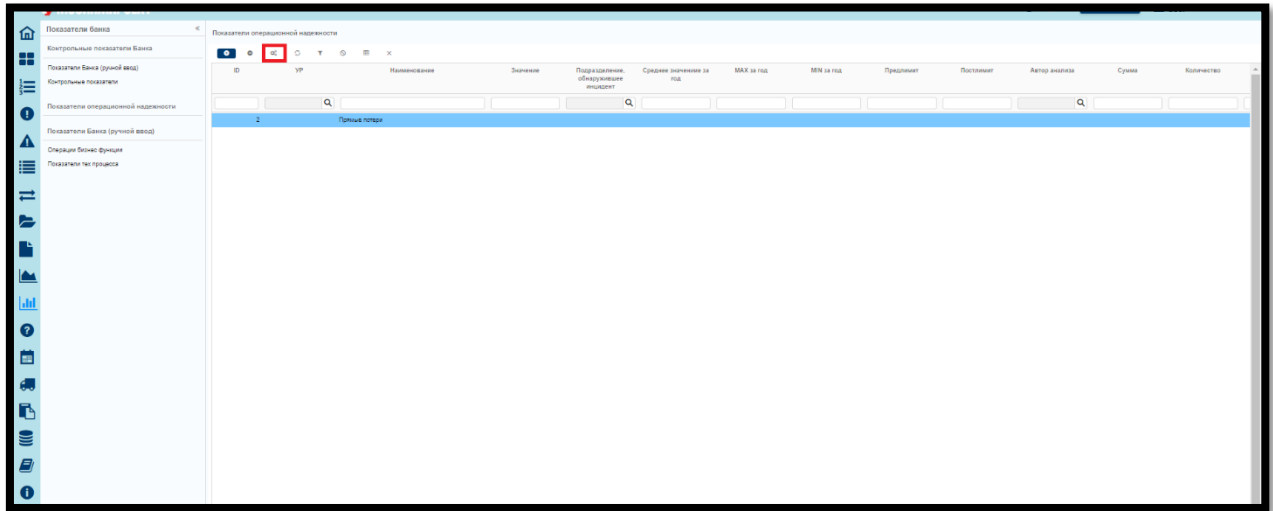 Показатели банка
«
Контрольные показатели Банка
Показатели Банка (ручной ввод)
Контрольные показатели
Показатели операционной надежности
Показатели Банка (ручной ввод)
Операции бизнес функции
Показатели тех процесса
Показатели операционной надежности
ID
УР
Наименование
Значение
Подразделение, обнаружившее инцидент
Среднее значение за год
MAX за год
MIN за год
Предлимит
Постлимит
Автор анализа
Сумма
Количество
2
Прямые потери